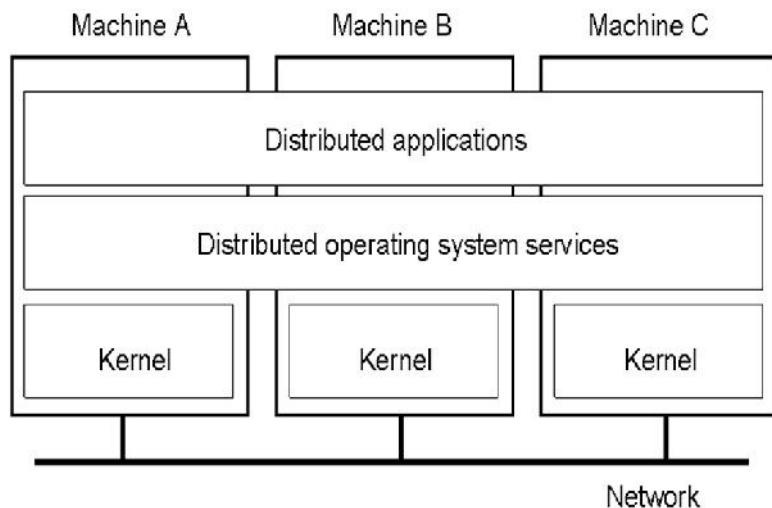 Machine A
Machine B
Machine C
Distributed applications
Distributed operating system services
Kernel
Kernel
Kernel
Network